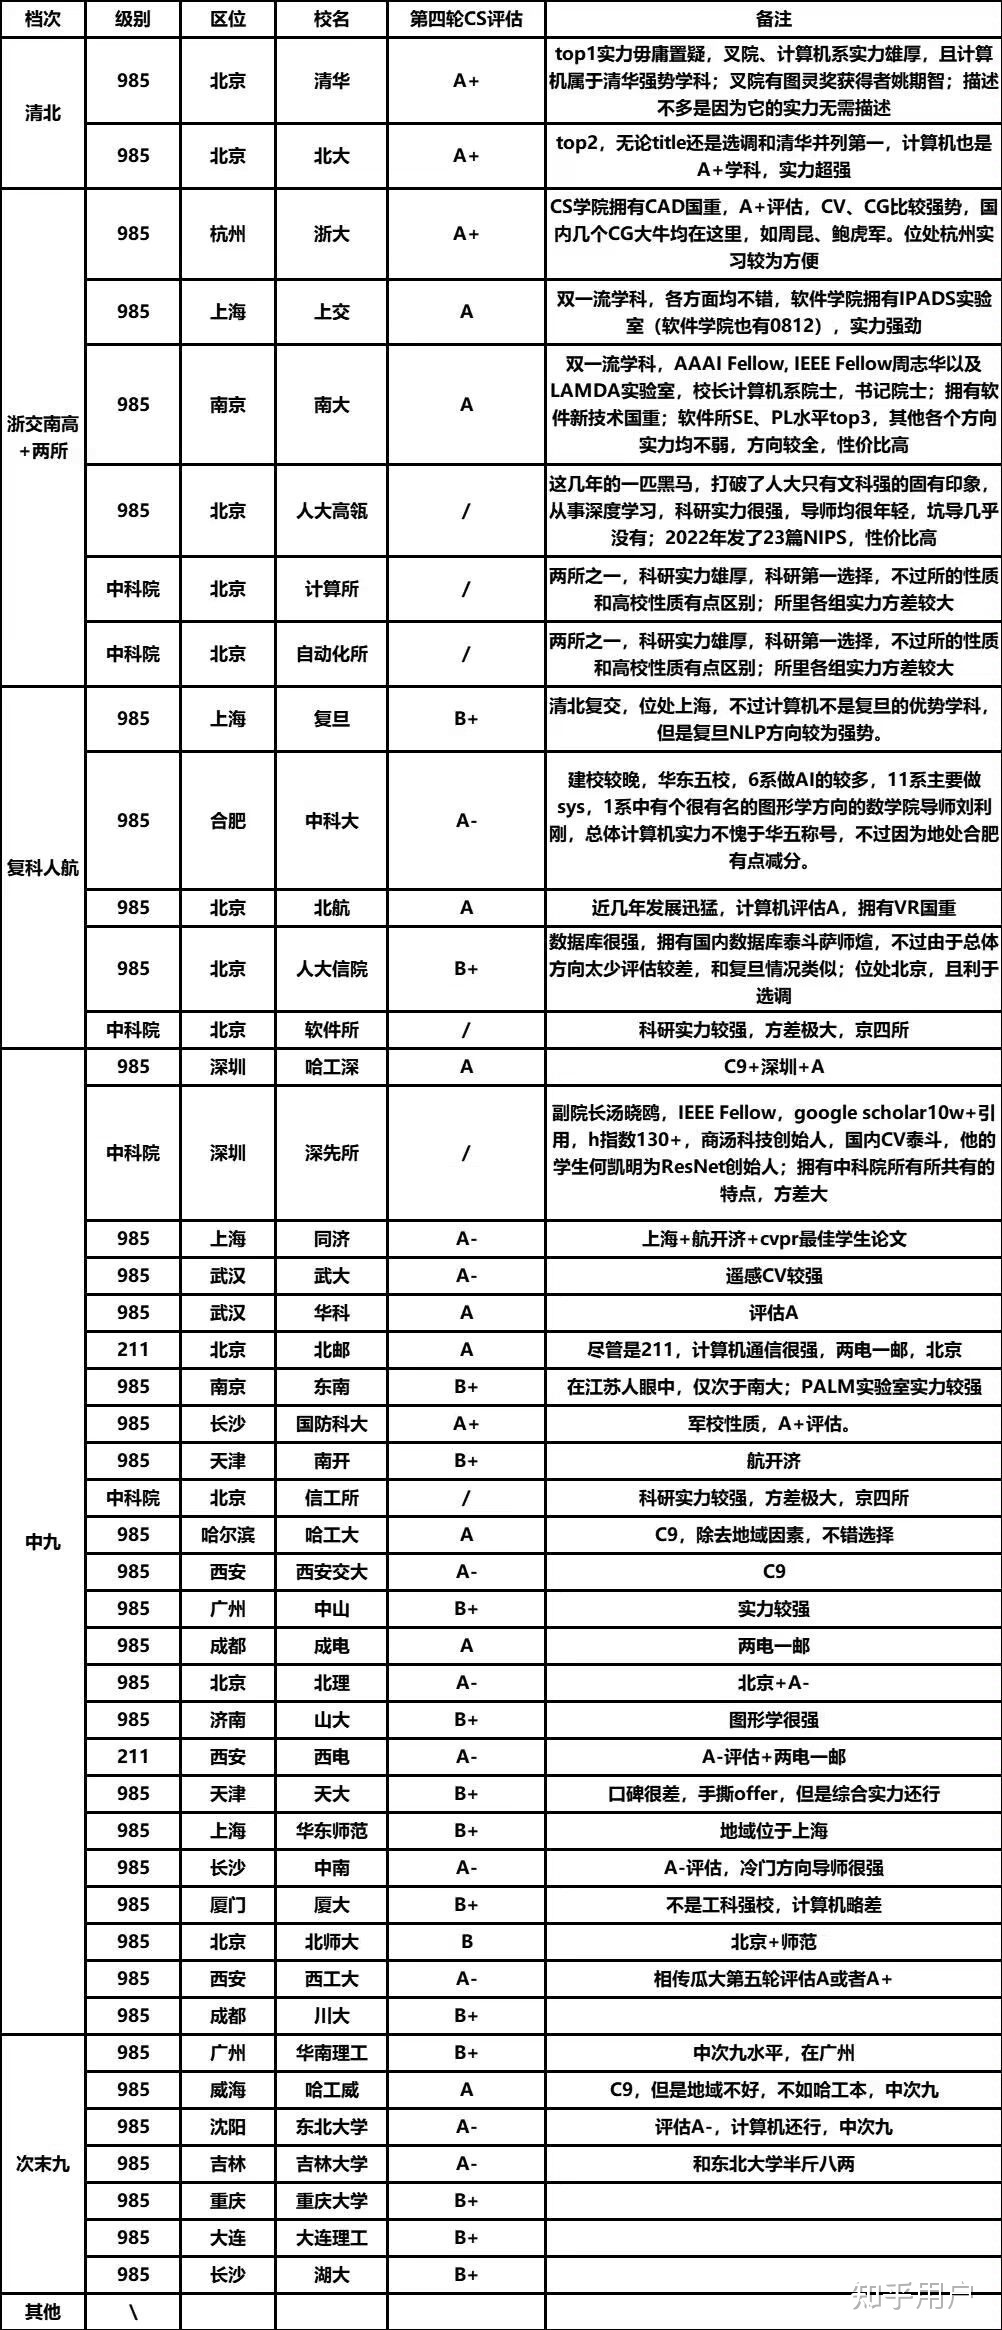 档次 级别 区位 校名 第四轮CS评估 备注
清北
985 北京 清华 A+
top1实力毋庸置疑，叉院、计算机系实力雄厚，且计算
机属于清华强势学科；叉院有图灵奖获得者姚期智；描述
不多是因为它的实力无需描述
985 北京 北大 A+
top2，无论title还是选调和清华并列第一，计算机也是
A+学科，实力超强
浙交南高
+两所
985 杭州 浙大 A+
CS学院拥有CAD国重，A+评估，CV、CG比较强势，国
内几个CG大牛均在这里，如周昆、鲍虎军。位处杭州实
习较为方便
985 上海 上交 A
双一流学科，各方面均不错，软件学院拥有IPADS实验
室（软件学院也有0812），实力强劲
985 南京 南大 A
双一流学科，AAAI Fellow, IEEE Fellow周志华以及
LAMDA实验室，校长计算机系院士，书记院士；拥有软
件新技术国重；软件所SE、PL水平top3，其他各个方向
实力均不弱，方向较全，性价比高
985 北京 人大高瓴 /
这几年的一匹黑马，打破了人大只有文科强的固有印象，
从事深度学习，科研实力很强，导师均很年轻，坑导几乎
没有；2022年发了23篇NIPS，性价比高
中科院 北京 计算所 /
两所之一，科研实力雄厚，科研第一选择，不过所的性质
和高校性质有点区别；所里各组实力方差较大
中科院 北京 自动化所 /
两所之一，科研实力雄厚，科研第一选择，不过所的性质
和高校性质有点区别；所里各组实力方差较大
复科人航
985 上海 复旦 B+
清北复交，位处上海，不过计算机不是复旦的优势学科，
但是复旦NLP方向较为强势。
985 合肥 中科大 A-
建校较晚，华东五校，6系做AI的较多，11系主要做
sys，1系中有个很有名的图形学方向的数学院导师刘利
刚，总体计算机实力不愧于华五称号，不过因为地处合肥
有点减分。
985 北京 北航 A 近几年发展迅猛，计算机评估A，拥有VR国重
985 北京 人大信院 B+
数据库很强，拥有国内数据库泰斗萨师煊，不过由于总体
方向太少评估较差，和复旦情况类似；位处北京，且利于
选调
中科院 北京 软件所 / 科研实力较强，方差极大，京四所
中九
985 深圳 哈工深 A C9+深圳+A
中科院 深圳 深先所 /
副院长汤晓鸥，IEEE Fellow，google scholar10w+引
用，h指数130+，商汤科技创始人，国内CV泰斗，他的
学生何凯明为ResNet创始人；拥有中科院所有所共有的
特点，方差大
985 上海 同济 A- 上海+航开济+cvpr最佳学生论文
985 武汉 武大 A- 遥感CV较强
985 武汉 华科 A 评估A
211 北京 北邮 A 尽管是211，计算机通信很强，两电一邮，北京
985 南京 东南 B+ 在江苏人眼中，仅次于南大；PALM实验室实力较强
985 长沙 国防科大 A+ 军校性质，A+评估。
985 天津 南开 B+ 航开济
中科院 北京 信工所 / 科研实力较强，方差极大，京四所
985 哈尔滨 哈工大 A C9，除去地域因素，不错选择
985 西安 西安交大 A- C9
985 广州 中山 B+ 实力较强
985 成都 成电 A 两电一邮
985 北京 北理 A- 北京+A-
985 济南 山大 B+ 图形学很强
211 西安 西电 A- A-评估+两电一邮
985 天津 天大 B+ 口碑很差，手撕offer，但是综合实力还行
985 上海 华东师范 B+ 地域位于上海
985 长沙 中南 A- A-评估，冷门方向导师很强
985 厦门 厦大 B+ 不是工科强校，计算机略差
985 北京 北师大 B 北京+师范
985 西安 西工大 A- 相传瓜大第五轮评估A或者A+
985 成都 川大 B+
次末九
985 广州 华南理工 B+ 中次九水平，在广州
985 威海 哈工威 A C9，但是地域不好，不如哈工本，中次九
985 沈阳 东北大学 A- 评估A-，计算机还行，中次九
985 吉林 吉林大学 A- 和东北大学半斤八两
985 重庆 重庆大学 B+
985 大连 大连理工 B+
985 长沙 湖大 B+
其他 \
知乎用户